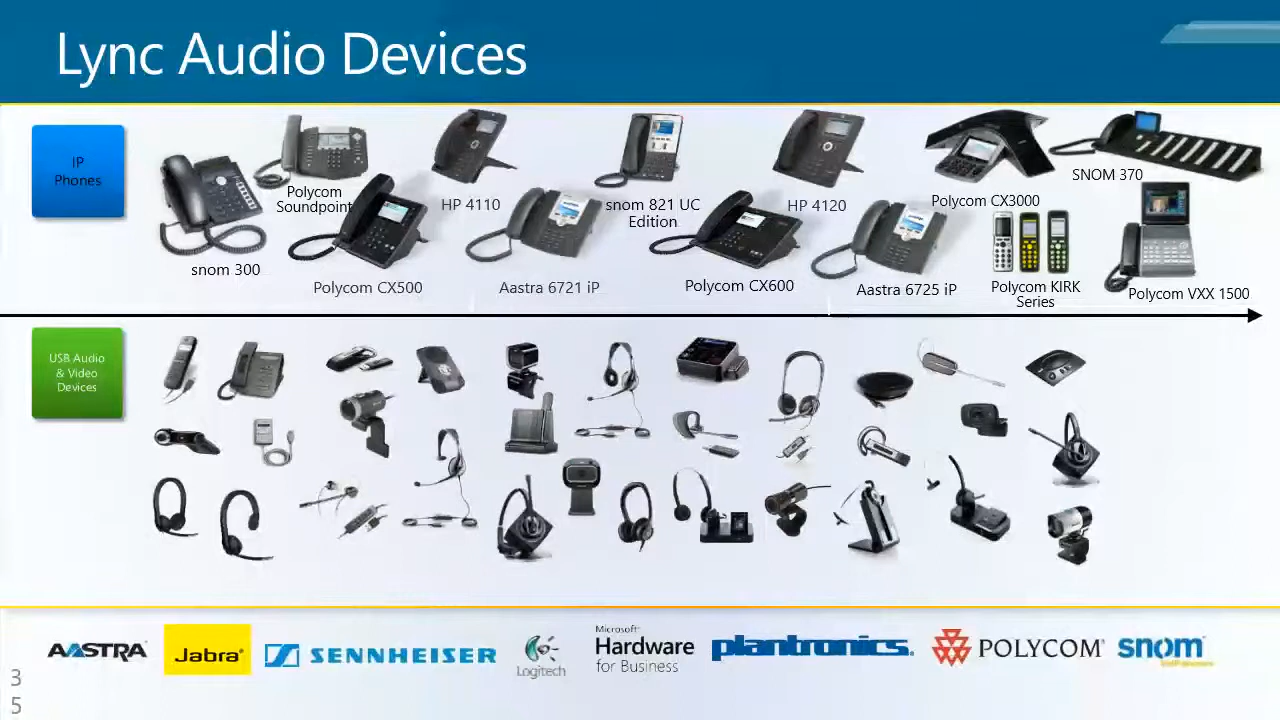 Lync Audio Devices
IP
Phones
snom 300
Polycom
Soundpoint
Polycom CX500
HP 4110
Aastra 6721 iP
snom 821 UC
Edition
Polycom CX600
HP 4120
Aastra 6725 iP
Polycom CX3000
Polycom KIRK
Series
SNOM 370
Polycom VXX 1500
USB Audio
& Video
Devices
AASTRA
Jabra
SENNHEISER
Logitech
Microsoft
Hardware
for Business
plantronics.
POLYCOM
snom
3
5